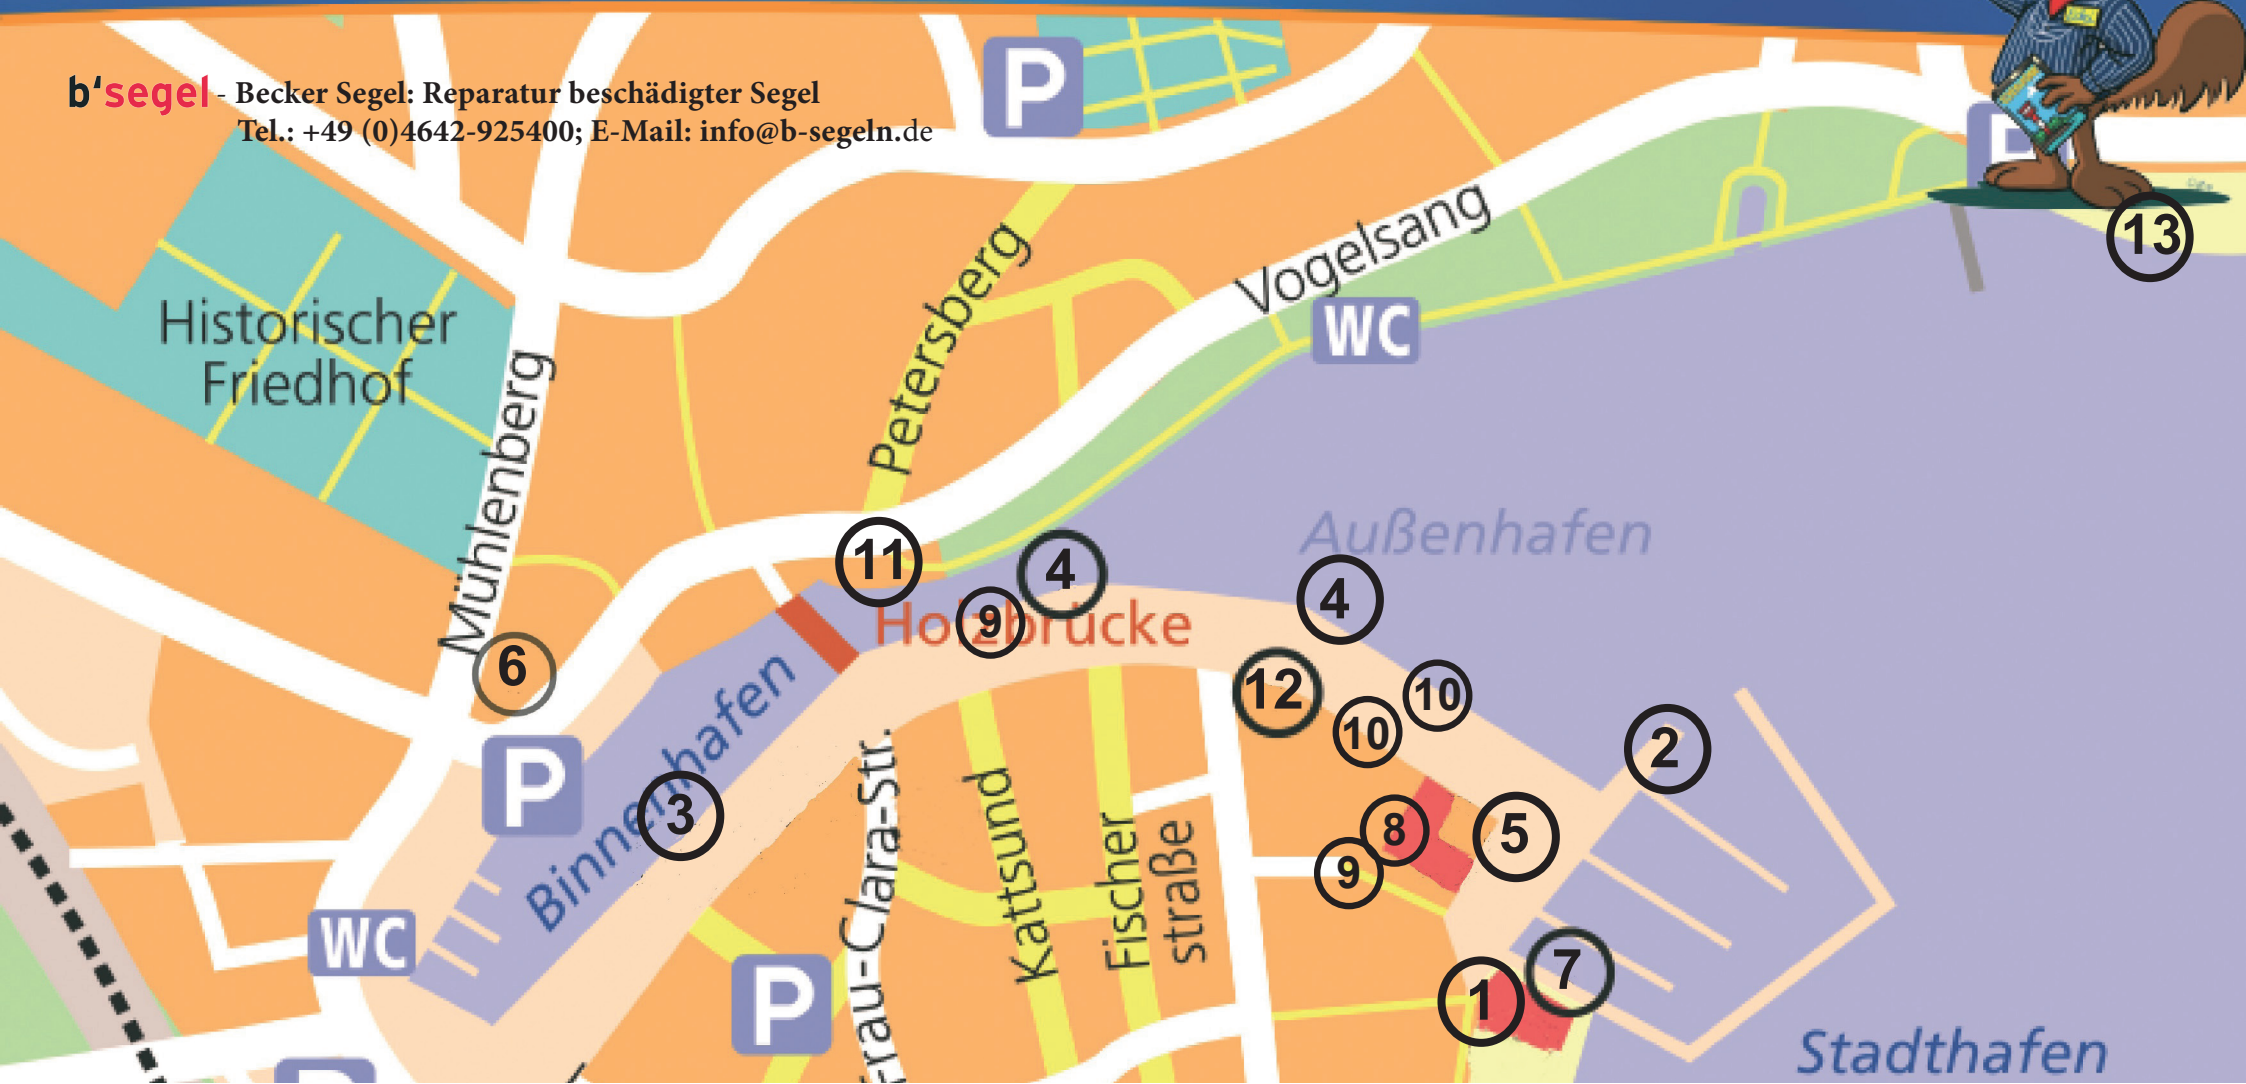 b'segel - Becker Segel: Reparatur beschädigter Segel
Tel.: +49 (0)4642-925400; E-Mail: info@b-segeln.de
P
P
13
Vogelsang
Petersberg
WC
Historischer
Friedhof
Mühlenberg
Außenhafen
11
4
4
9
Holzbrücke
6
12
10
10
2
P
Binnenhafen
3
8
5
9
Frau-Clara-Str.
Kattsund
Fischer
straße
WC
P
7
1
Stadthafen